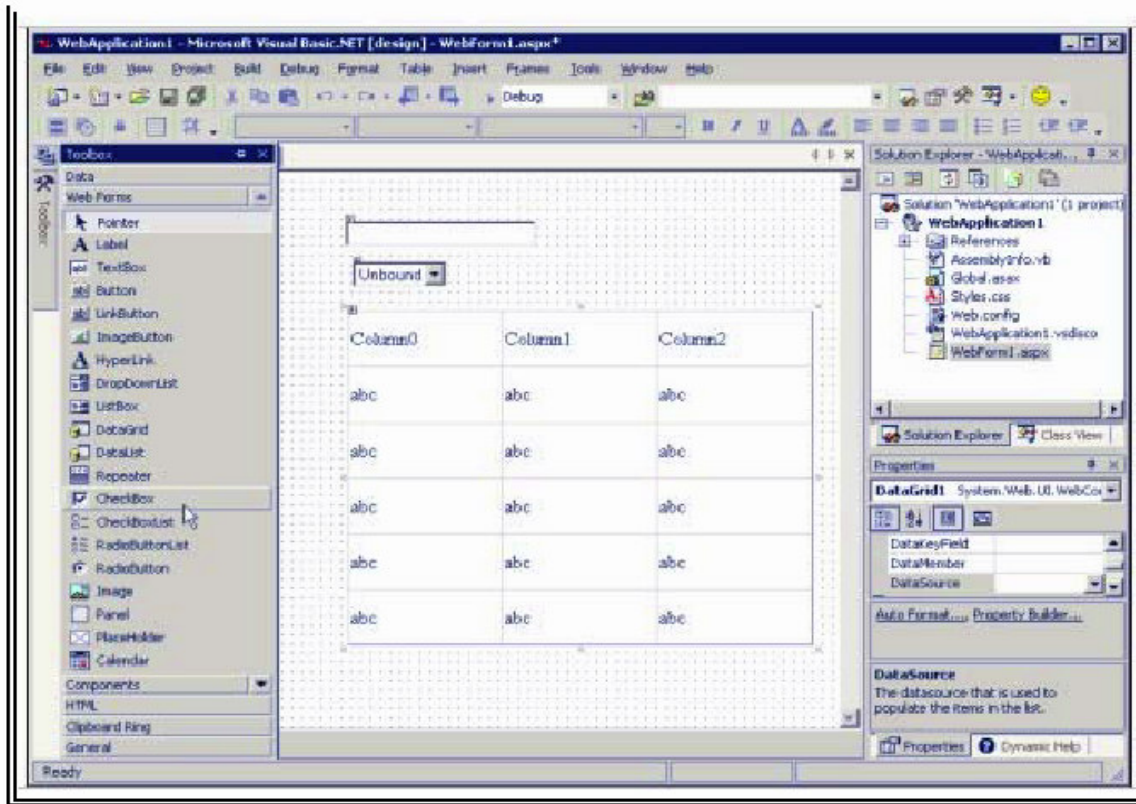 WebApplication1 - Microsoft Visual Basic.NET [design] - WebForm1.aspx*
File Edit View Project Build Debug Format Table Insert Frames Tools Window Help
Debug
Toolbox
Toolbox
Data
Web Forms
Pointer
Label
TextBox
Button
LinkButton
ImageButton
HyperLink
DropDownList
ListBox
DataGrid
DataList
Repeater
CheckBox
CheckBoxList
RadioButtonList
RadioButton
Image
Panel
PlaceHolder
Calendar
Components
HTML
Clipboard Ring
General
Unbound
Column0 Column1 Column2
abc abc abc
abc abc abc
abc abc abc
abc abc abc
abc abc abc
Solution Explorer - WebApplicati...
Solution 'WebApplication1' (1 project)
WebApplication1
References
AssemblyInfo.vb
Global.asax
Styles.css
Web.config
WebApplication1.vsdisco
WebForm1.aspx
Solution Explorer Class View
Properties
DataGrid1 System.Web.UI.WebCo
DataKeyField
DataMember
DataSource
Auto Format..., Property Builder...
DataSource
The datasource that is used to
populate the items in the list.
Properties Dynamic Help
Ready